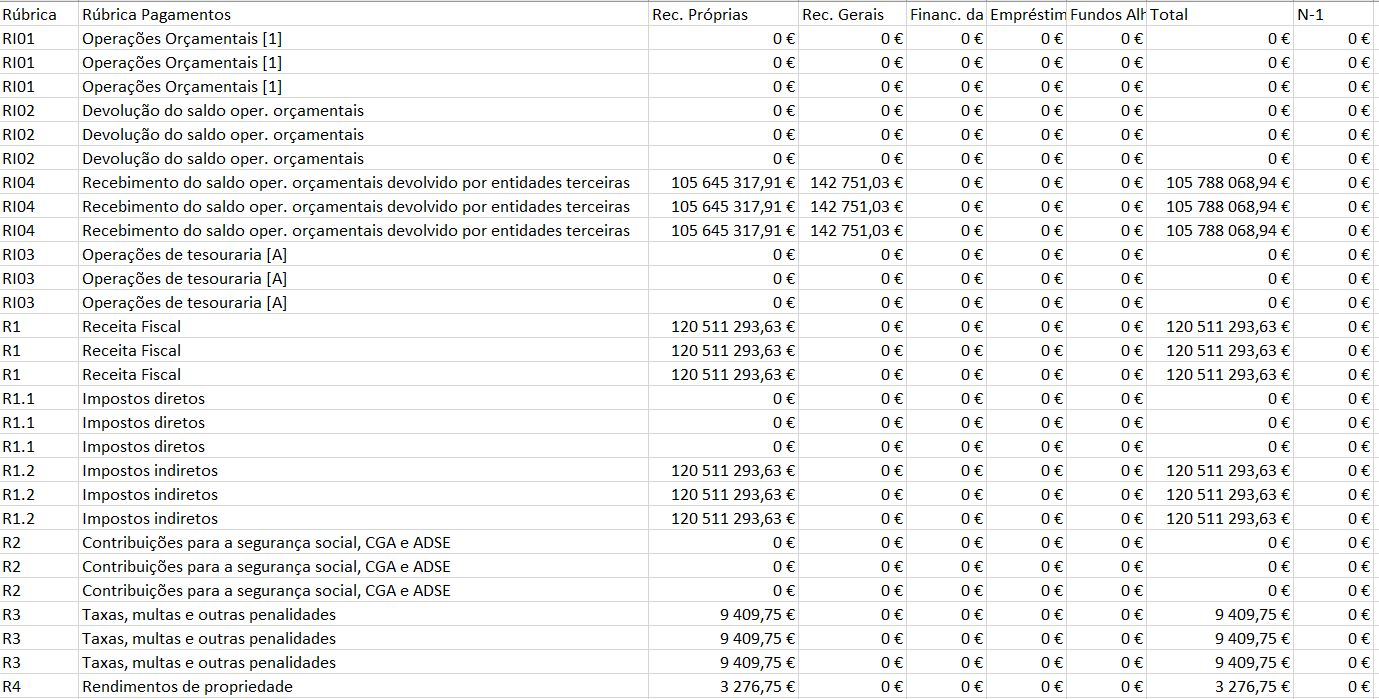 Rúbrica Rúbrica Pagamentos Rec. Próprias Rec. Gerais Financ. da Empréstim Fundos Alh Total N-1
RI01 Operações Orçamentais [1] 0 € 0 € 0 € 0 € 0 € 0 € 0 €
RI01 Operações Orçamentais [1] 0 € 0 € 0 € 0 € 0 € 0 € 0 €
RI01 Operações Orçamentais [1] 0 € 0 € 0 € 0 € 0 € 0 € 0 €
RI02 Devolução do saldo oper. orçamentais 0 € 0 € 0 € 0 € 0 € 0 € 0 €
RI02 Devolução do saldo oper. orçamentais 0 € 0 € 0 € 0 € 0 € 0 € 0 €
RI02 Devolução do saldo oper. orçamentais 0 € 0 € 0 € 0 € 0 € 0 € 0 €
RI04 Recebimento do saldo oper. orçamentais devolvido por entidades terceiras 105 645 317,91 € 142 751,03 € 0 € 0 € 0 € 105 788 068,94 € 0 €
RI04 Recebimento do saldo oper. orçamentais devolvido por entidades terceiras 105 645 317,91 € 142 751,03 € 0 € 0 € 0 € 105 788 068,94 € 0 €
RI04 Recebimento do saldo oper. orçamentais devolvido por entidades terceiras 105 645 317,91 € 142 751,03 € 0 € 0 € 0 € 105 788 068,94 € 0 €
RI03 Operações de tesouraria [A] 0 € 0 € 0 € 0 € 0 € 0 € 0 €
RI03 Operações de tesouraria [A] 0 € 0 € 0 € 0 € 0 € 0 € 0 €
RI03 Operações de tesouraria [A] 0 € 0 € 0 € 0 € 0 € 0 € 0 €
R1 Receita Fiscal 120 511 293,63 € 0 € 0 € 0 € 0 € 120 511 293,63 € 0 €
R1 Receita Fiscal 120 511 293,63 € 0 € 0 € 0 € 0 € 120 511 293,63 € 0 €
R1 Receita Fiscal 120 511 293,63 € 0 € 0 € 0 € 0 € 120 511 293,63 € 0 €
R1.1 Impostos diretos 0 € 0 € 0 € 0 € 0 € 0 € 0 €
R1.1 Impostos diretos 0 € 0 € 0 € 0 € 0 € 0 € 0 €
R1.1 Impostos diretos 0 € 0 € 0 € 0 € 0 € 0 € 0 €
R1.2 Impostos indiretos 120 511 293,63 € 0 € 0 € 0 € 0 € 120 511 293,63 € 0 €
R1.2 Impostos indiretos 120 511 293,63 € 0 € 0 € 0 € 0 € 120 511 293,63 € 0 €
R1.2 Impostos indiretos 120 511 293,63 € 0 € 0 € 0 € 0 € 120 511 293,63 € 0 €
R2 Contribuições para a segurança social, CGA e ADSE 0 € 0 € 0 € 0 € 0 € 0 € 0 €
R2 Contribuições para a segurança social, CGA e ADSE 0 € 0 € 0 € 0 € 0 € 0 € 0 €
R2 Contribuições para a segurança social, CGA e ADSE 0 € 0 € 0 € 0 € 0 € 0 € 0 €
R3 Taxas, multas e outras penalidades 9 409,75 € 0 € 0 € 0 € 0 € 9 409,75 € 0 €
R3 Taxas, multas e outras penalidades 9 409,75 € 0 € 0 € 0 € 0 € 9 409,75 € 0 €
R3 Taxas, multas e outras penalidades 9 409,75 € 0 € 0 € 0 € 0 € 9 409,75 € 0 €
R4 Rendimentos de propriedade 3 276,75 € 0 € 0 € 0 € 0 € 3 276,75 € 0 €